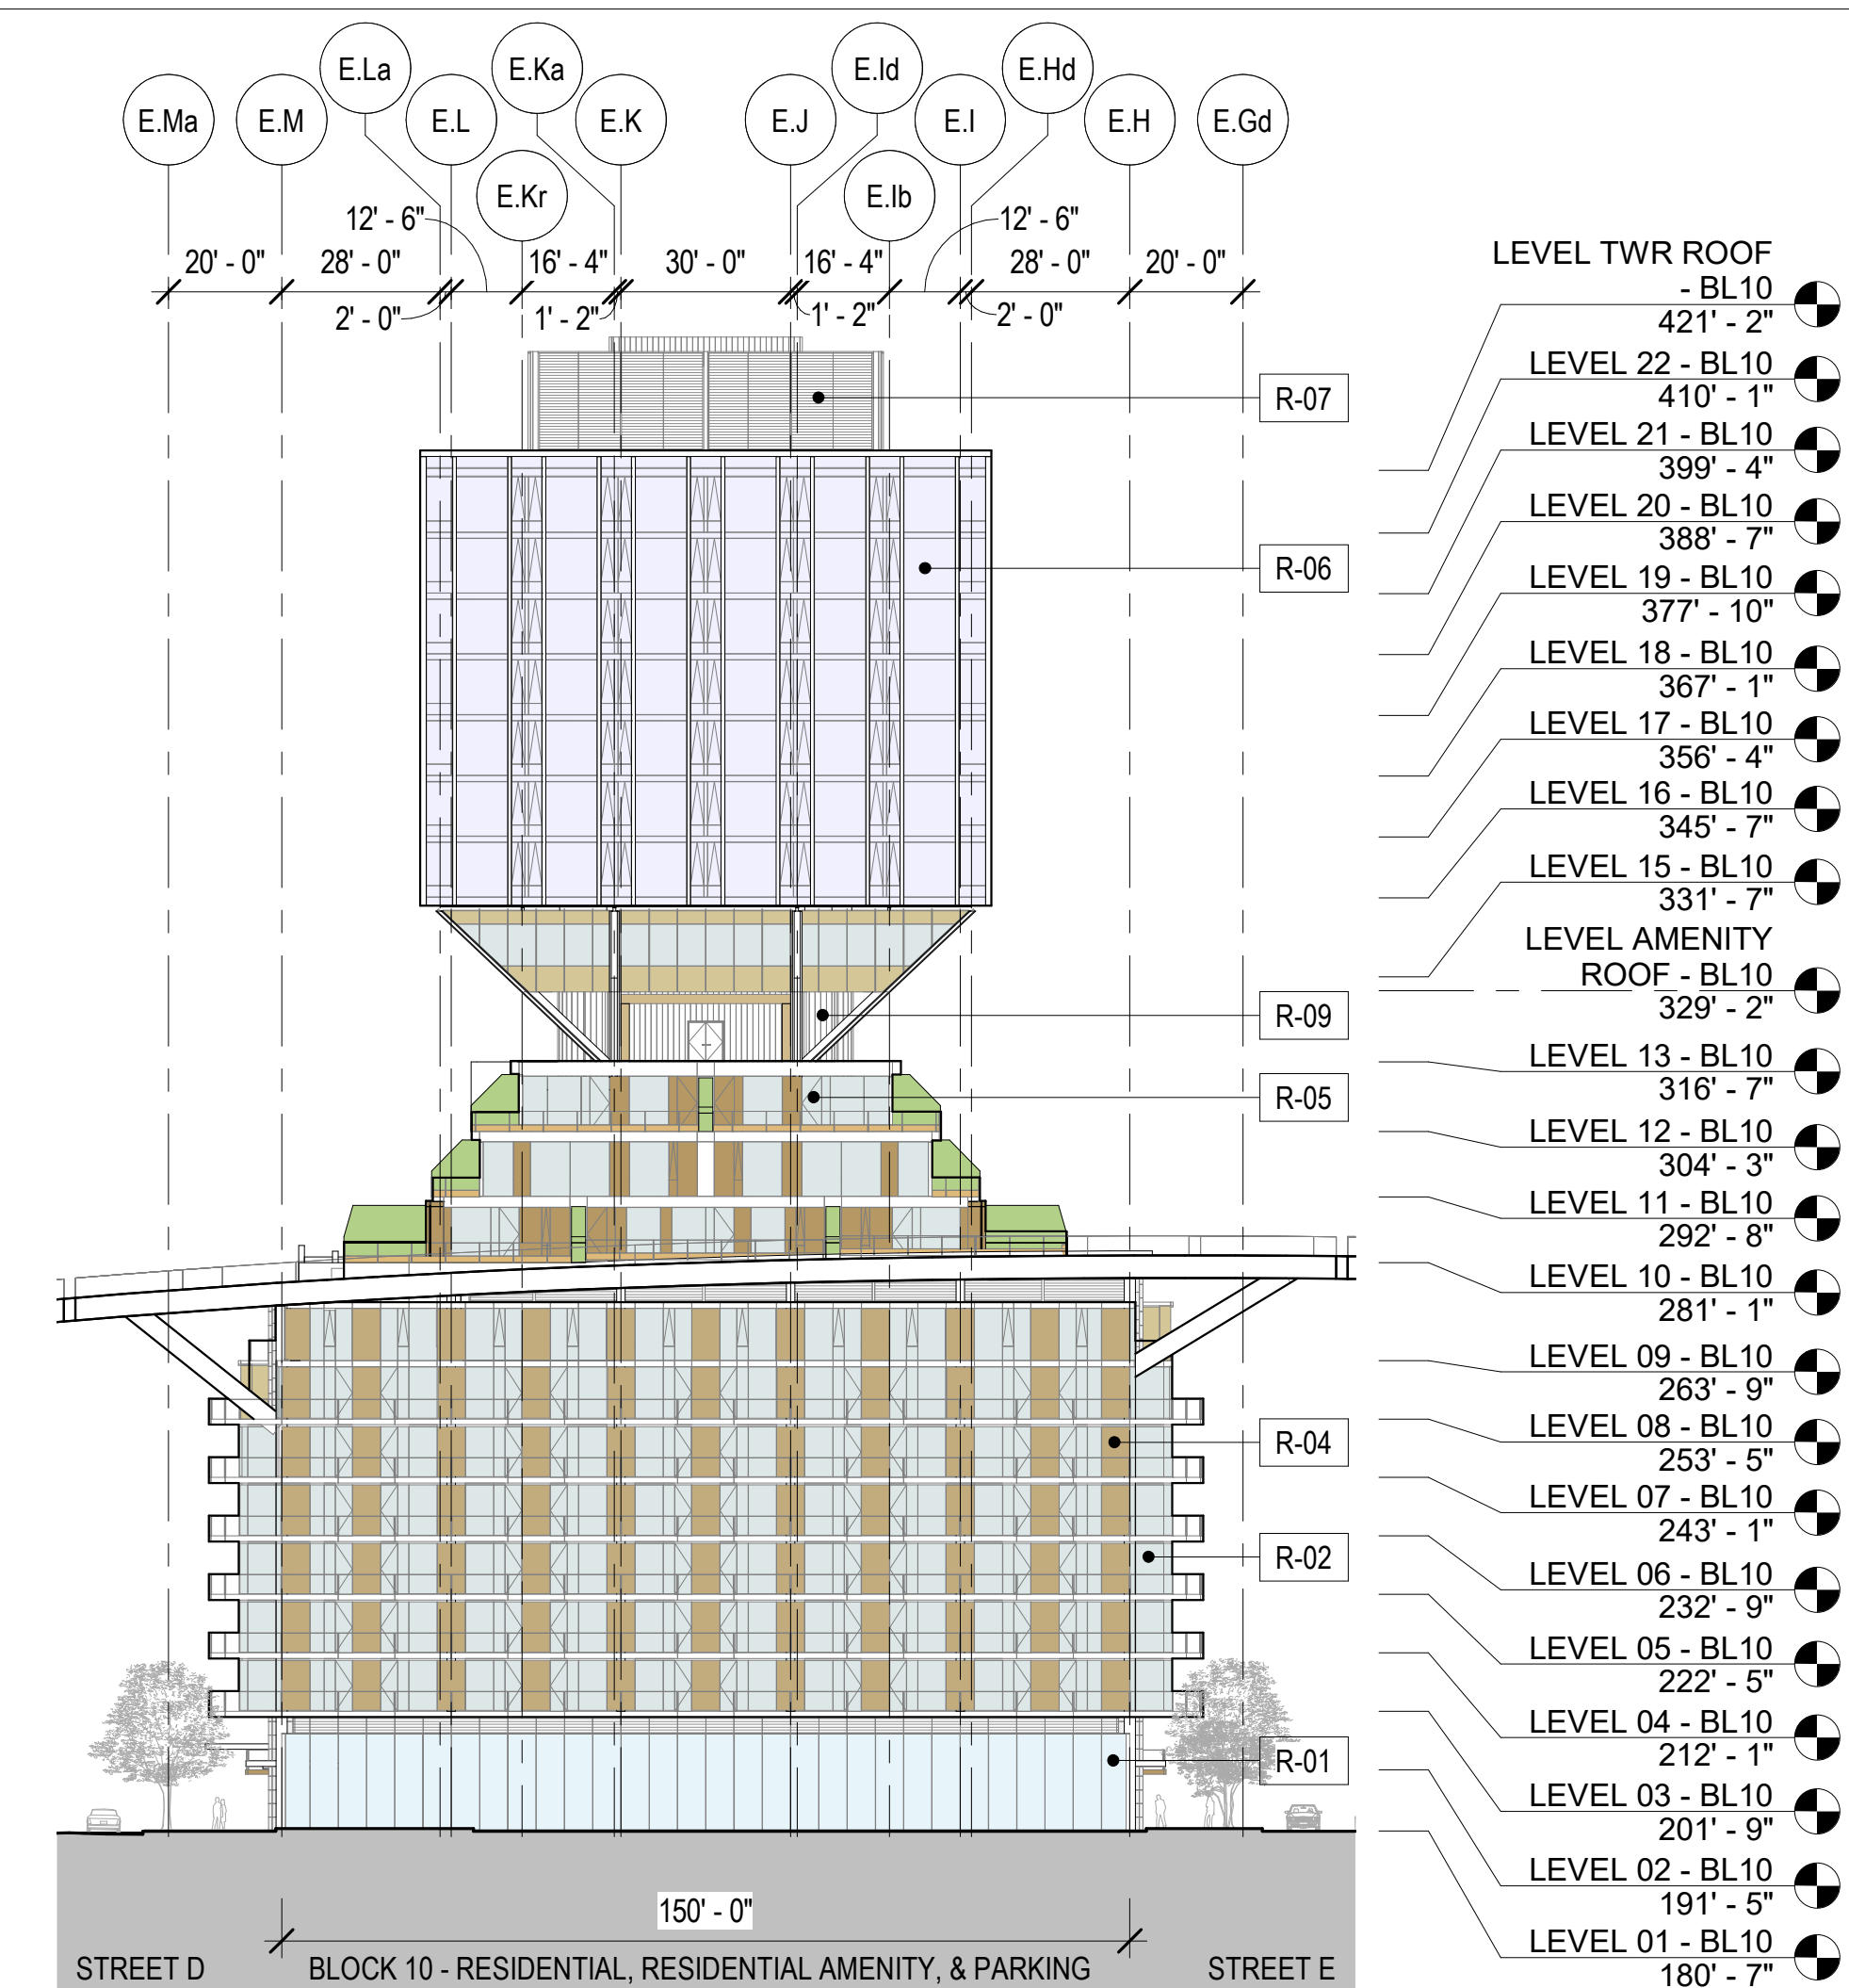 E.La
E.Ka
E.Id
E.Hd
E.Ma
E.M
E.L
E.K
E.J
E.I
E.H
E.Gd
E.Kr
E.Ib
12' - 6"
12' - 6"
20' - 0"
28' - 0"
16' - 4"
30' - 0"
16' - 4"
28' - 0"
20' - 0"
2' - 0"
1' - 2"
1' - 2"
2' - 0"
LEVEL TWR ROOF
- BL10
421' - 2"
LEVEL 22 - BL10
410' - 1"
R-07
LEVEL 21 - BL10
399' - 4"
LEVEL 20 - BL10
388' - 7"
R-06
LEVEL 19 - BL10
377' - 10"
LEVEL 18 - BL10
367' - 1"
LEVEL 17 - BL10
356' - 4"
LEVEL 16 - BL10
345' - 7"
LEVEL 15 - BL10
331' - 7"
LEVEL AMENITY
ROOF - BL10
329' - 2"
R-09
LEVEL 13 - BL10
316' - 7"
R-05
LEVEL 12 - BL10
304' - 3"
LEVEL 11 - BL10
292' - 8"
LEVEL 10 - BL10
281' - 1"
LEVEL 09 - BL10
263' - 9"
LEVEL 08 - BL10
253' - 5"
R-04
LEVEL 07 - BL10
243' - 1"
R-02
LEVEL 06 - BL10
232' - 9"
LEVEL 05 - BL10
222' - 5"
LEVEL 04 - BL10
212' - 1"
R-01
LEVEL 03 - BL10
201' - 9"
LEVEL 02 - BL10
191' - 5"
LEVEL 01 - BL10
180' - 7"
150' - 0"
STREET D
BLOCK 10 - RESIDENTIAL, RESIDENTIAL AMENITY, & PARKING
STREET E